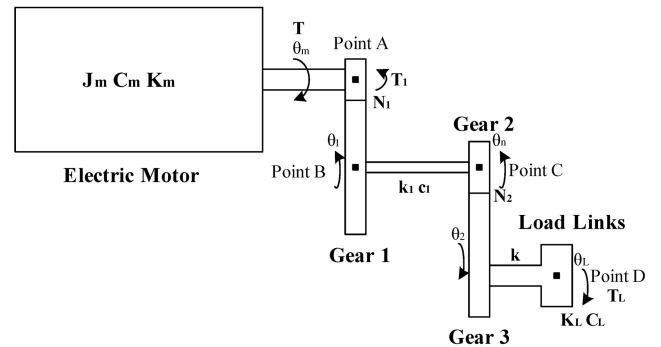 T
θm
Point A
Jm Cm Km
T1
N1
Gear 2
θ1
θn
Point B
Point C
Electric Motor
k1 c1
N2
Load Links
θ2
k
θL
Point D
Gear 1
TL
KL CL
Gear 3